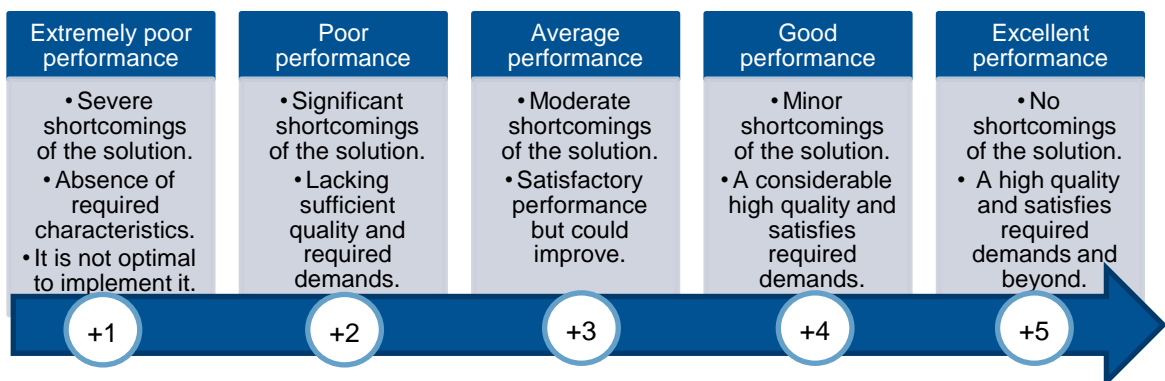 Extremely poor
performance
• Severe
shortcomings
of the solution.
• Absence of
required
characteristics.
• It is not optimal
to implement it.
+1
Poor
performance
• Significant
shortcomings
of the solution.
• Lacking
sufficient
quality and
required
demands.
+2
Average
performance
• Moderate
shortcomings
of the solution.
• Satisfactory
performance
but could
improve.
+3
Good
performance
• Minor
shortcomings
of the solution.
• A considerable
high quality and
satisfies
required
demands.
+4
Excellent
performance
• No
shortcomings
of the solution.
• A high quality
and satisfies
required
demands and
beyond.
+5